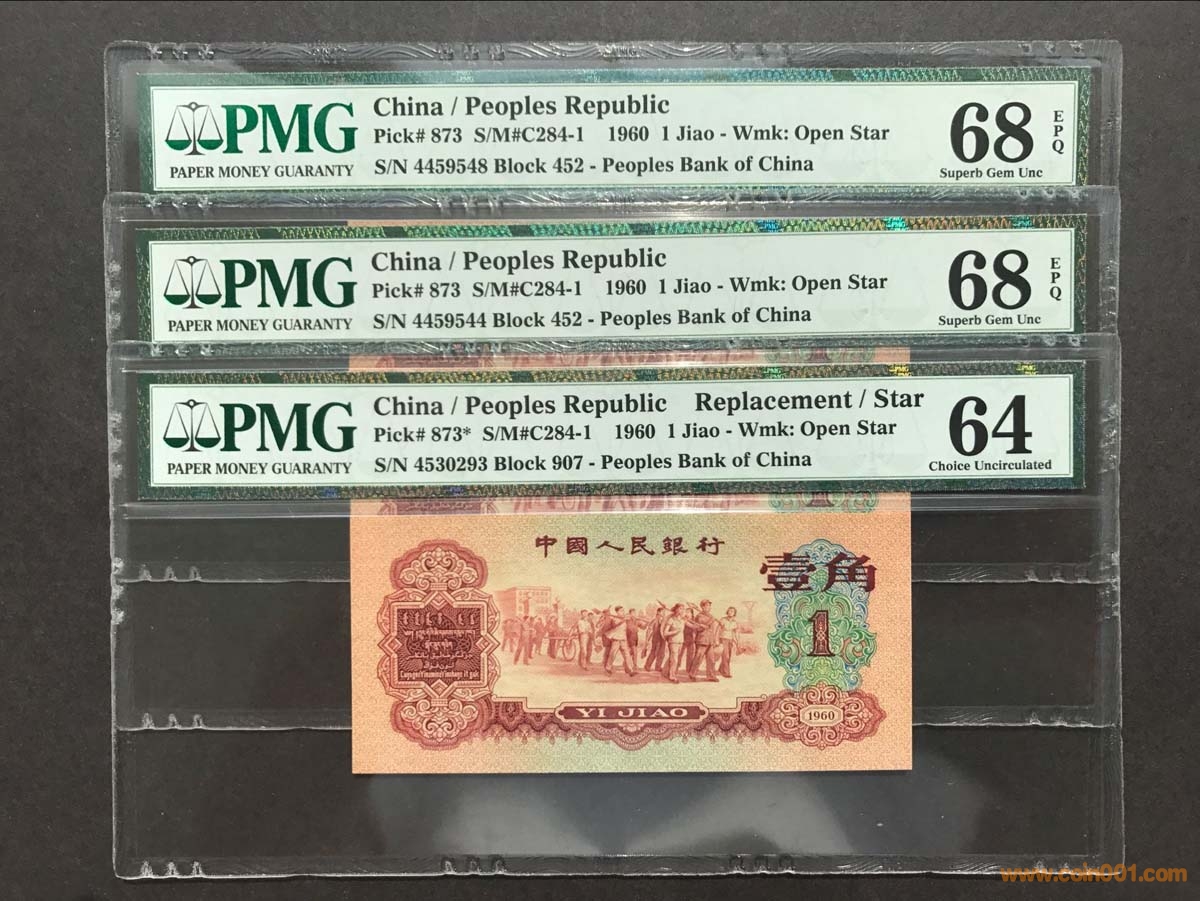 PMG
PAPER MONEY GUARANTY
China / Peoples Republic
Pick# 873 S/M#C284-1 1960 1 Jiao - Wmk: Open Star
S/N 4459548 Block 452 - Peoples Bank of China
68
EPQ
Superb Gem Unc
PMG
PAPER MONEY GUARANTY
China / Peoples Republic
Pick# 873 S/M#C284-1 1960 1 Jiao - Wmk: Open Star
S/N 4459544 Block 452 - Peoples Bank of China
68
EPQ
Superb Gem Unc
PMG
PAPER MONEY GUARANTY
China / Peoples Republic Replacement / Star
Pick# 873* S/M#C284-1 1960 1 Jiao - Wmk: Open Star
S/N 4530293 Block 907 - Peoples Bank of China
64
Choice Uncirculated
中國人民銀行
壹角
1
YI JIAO
1960
www.coin001.com